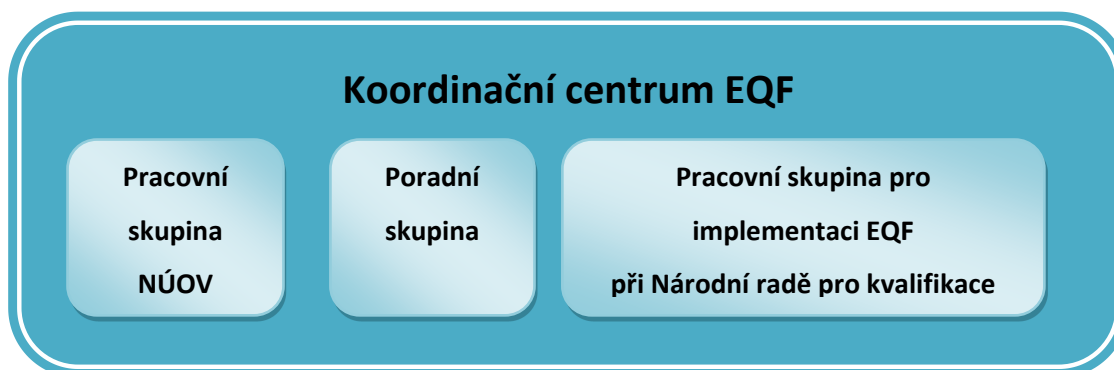 Koordinační centrum EQF
Pracovní
skupina
NÚOV
Poradní
skupina
Pracovní skupina pro
implementaci EQF
při Národní radě pro kvalifikace